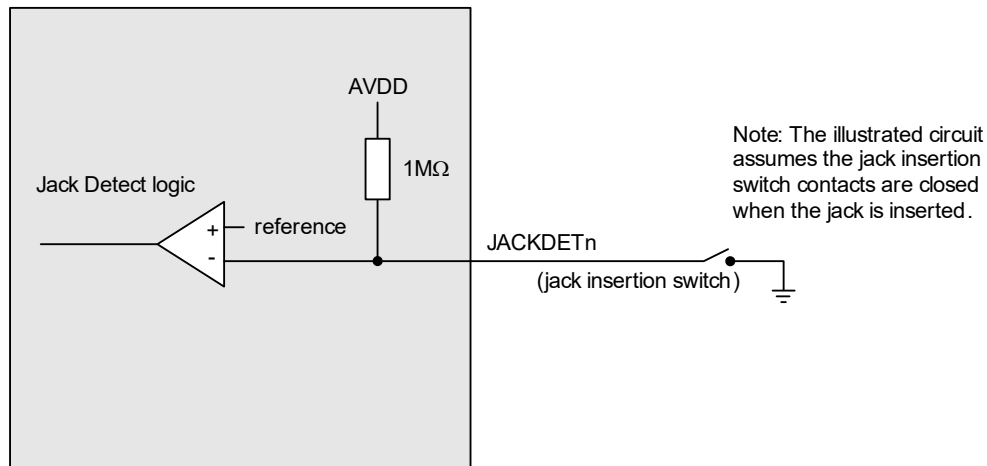 AVDD
1MΩ
Jack Detect logic
+
reference
-
JACKDETn
(jack insertion switch)
Note: The illustrated circuit
assumes the jack insertion
switch contacts are closed
when the jack is inserted.